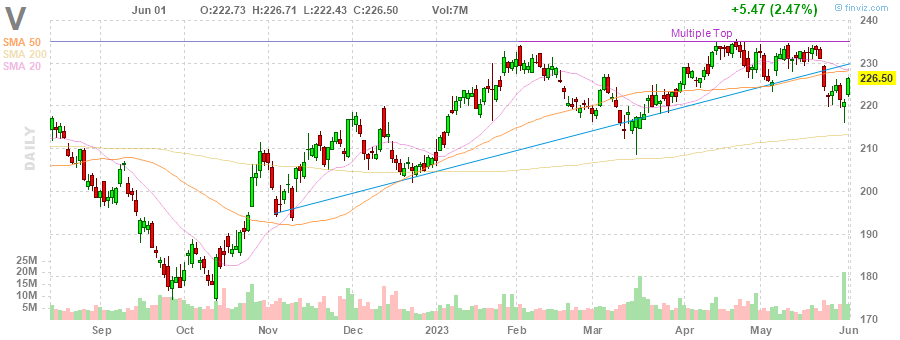 V Jun 01 O:222.73 H:226.71 L:222.43 C:226.50 Vol:7M +5.47 (2.47%) © finviz.com
SMA 50
SMA 200
SMA 20
Multiple Top
DAILY
240
230
226.50
220
210
200
190
180
170
25M
20M
15M
10M
5M
Sep Oct Nov Dec 2023 Feb Mar Apr May Jun